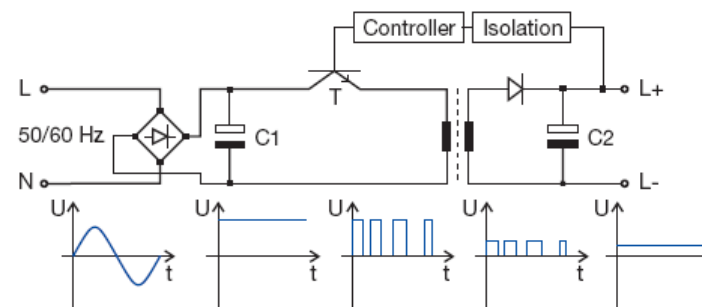 Controller Isolation
L T L+
50/60 Hz C1 C2
N L-
U U U U U
t t t t t